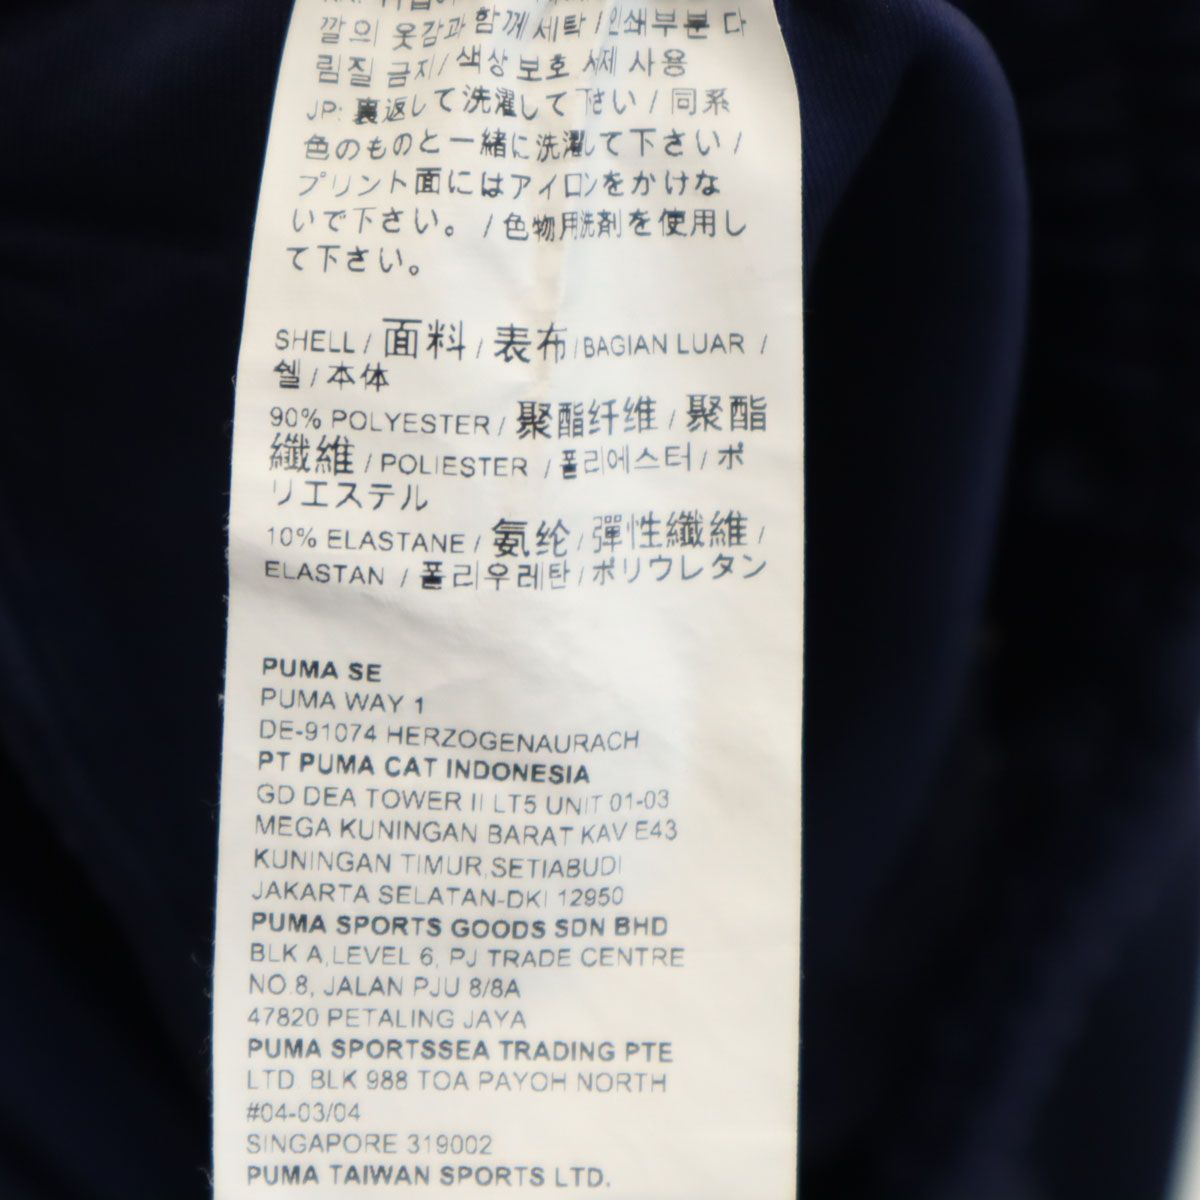 깔의 옷감과 함께 세탁/인쇄부분 다
림질 금지/ 색상 보호 세제 사용
JP: 裏返して洗濯して下さい / 同系
色のものと一緒に洗濯して下さい /
プリント面にはアイロンをかけな
いで下さい。 / 色物用洗剤を使用し
て下さい。
SHELL / 面料 / 表布 / BAGIAN LUAR /
쉘 / 本体
90% POLYESTER / 聚酯纤维 / 聚酯
纖維 / POLIESTER / 폴리에스터 / ポ
リエステル
10% ELASTANE / 氨纶 / 彈性纖維 /
ELASTAN / 폴리우레탄 / ポリウレタン
PUMA SE
PUMA WAY 1
DE-91074 HERZOGENAURACH
PT PUMA CAT INDONESIA
GD DEA TOWER II LT5 UNIT 01-03
MEGA KUNINGAN BARAT KAV E43
KUNINGAN TIMUR,SETIABUDI
JAKARTA SELATAN-DKI 12950
PUMA SPORTS GOODS SDN BHD
BLK A,LEVEL 6, PJ TRADE CENTRE
NO.8, JALAN PJU 8/8A
47820 PETALING JAYA
PUMA SPORTSSEA TRADING PTE
LTD. BLK 988 TOA PAYOH NORTH
#04-03/04
SINGAPORE 319002
PUMA TAIWAN SPORTS LTD.